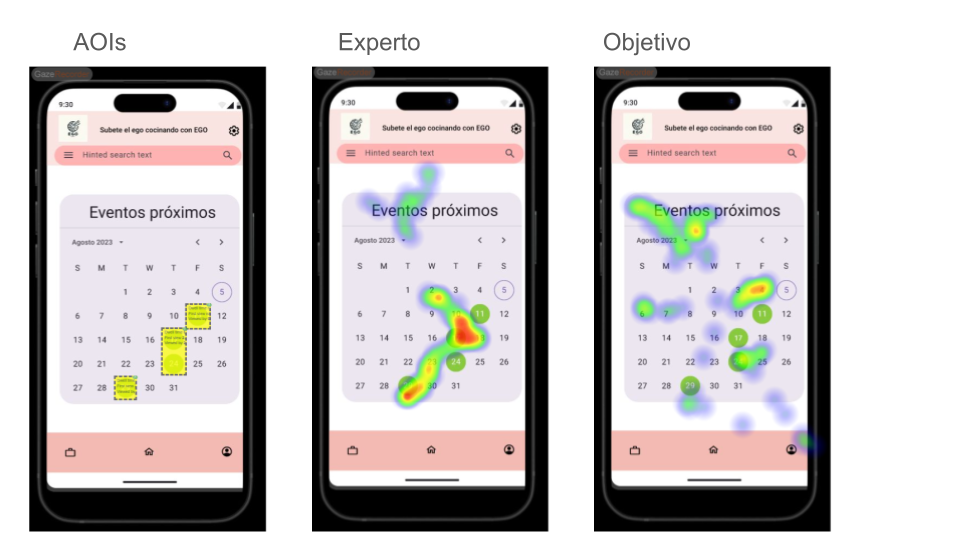 AOIs
Experto
Objetivo
Gaze
9:30
EGO
Subete el ego cocinando con EGO
Hinted search text
Eventos próximos
Agosto 2023
S M T W T F S
1 2 3 4 5
6 7 8 9 10 12
13 14 15 16 18 19
20 21 22 23 24 25 26
27 28 30 31
Gaze
9:30
EGO
Subete el ego cocinando con EGO
Hinted search text
Eventos próximos
Agosto 2023
S M T W T F S
1 2 3 4 5
6 7 8 9 10 11 12
13 14 15 16 18 19
20 21 22 23 24 25 26
27 28 30 31
Gaze
9:30
EGO
Subete el ego cocinando con EGO
Hinted search text
Eventos próximos
Agosto 2023
S M T W T F S
1 2 3 4 5
6 7 8 9 10 11 12
13 14 15 16 17 18 19
20 21 22 23 25 26
27 28 29 30 31